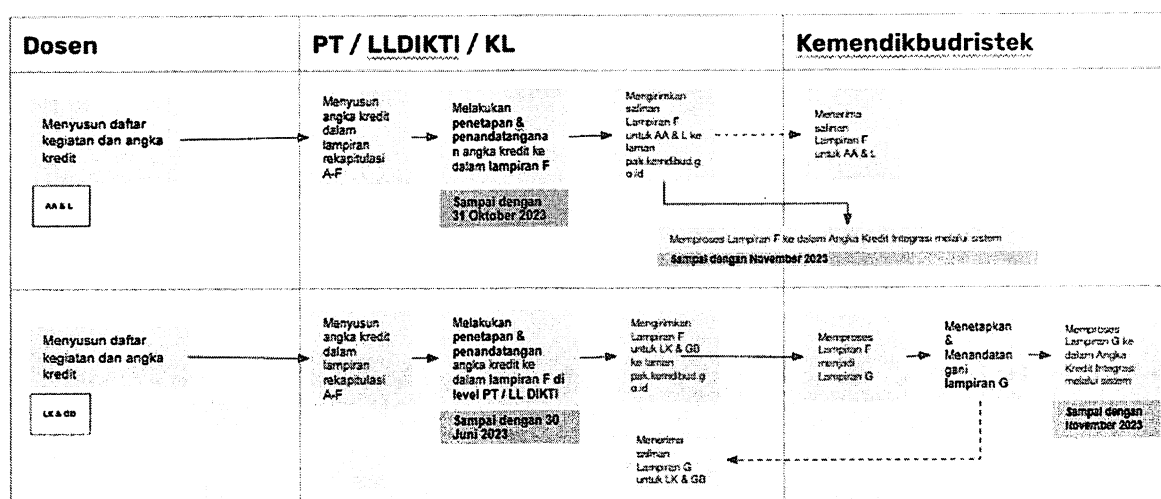 Dosen
PT / LLDIKTI / KL
Kemendikbudristek
Menyusun daftar
kegiatan dan angka
kredit
AA & L
Menyusun
angka kredit
dalam
lampiran
rekapitulasi
A-F
Melakukan
penetapan &
penandatangana
n angka kredit ke
dalam lampiran F
Sampai dengan
31 Oktober 2023
Mengirimkan
salinan
Lampiran F
untuk AA & L ke
laman
pak.kemdibud.g
o.id
Menerima
salinan
Lampiran F
untuk AA & L
Memproses Lampiran F ke dalam Angka Kredit Integrasi melalui sistem
Sampai dengan November 2023
Menyusun daftar
kegiatan dan angka
kredit
LK & GB
Menyusun
angka kredit
dalam
lampiran
rekapitulasi
A-F
Melakukan
penetapan &
penandatangan
angka kredit ke
dalam lampiran F di
level PT / LL DIKTI
Sampai dengan 30
Juni 2023
Mengirimkan
Lampiran F
untuk LK & GB
ke laman
pak.kemdibud.g
o.id
Memproses
Lampiran F
menjadi
Lampiran G
Menetapkan
&
Menandatan
gani
lampiran G
Memproses
Lampiran G ke
dalam Angka
Kredit Integrasi
melalui sistem
Sampai dengan
November 2023
Menerima
salinan
Lampiran G
untuk LK & GB